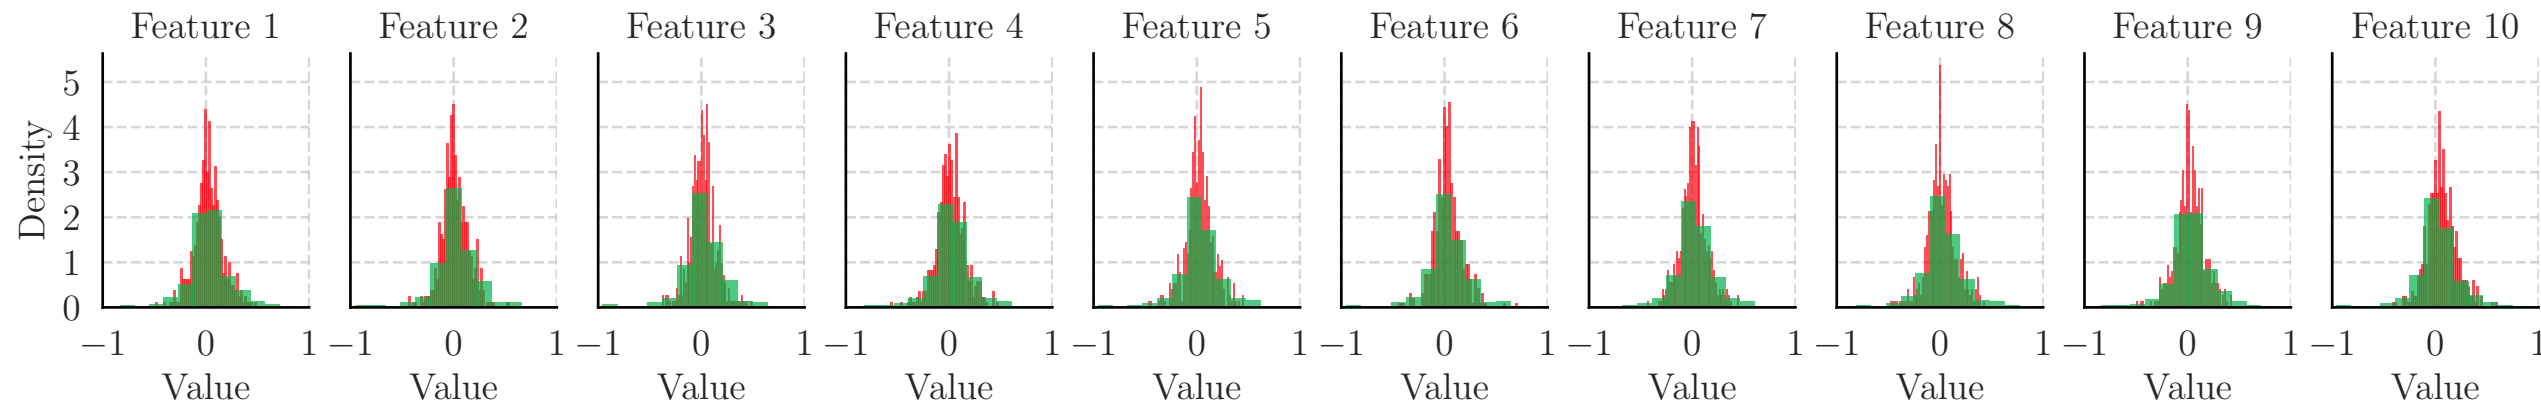 Feature 1 Feature 2 Feature 3 Feature 4 Feature 5 Feature 6 Feature 7 Feature 8 Feature 9 Feature 10
Density
5
4
3
2
1
0
−1 0 1 −1 0 1 −1 0 1 −1 0 1 −1 0 1 −1 0 1 −1 0 1 −1 0 1 −1 0 1 −1 0 1
Value Value Value Value Value Value Value Value Value Value